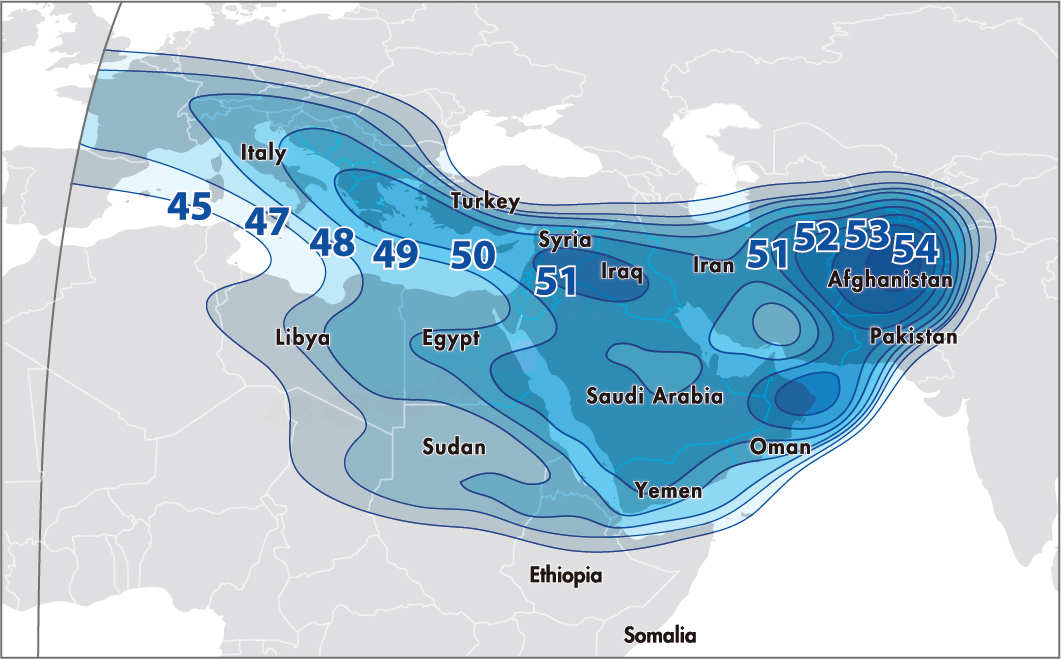 Italy
Turkey
45
47
48
49
50
Syria
51
Iraq
Iran
51
52
53
54
Afghanistan
Libya
Egypt
Pakistan
Saudi Arabia
Sudan
Oman
Yemen
Ethiopia
Somalia